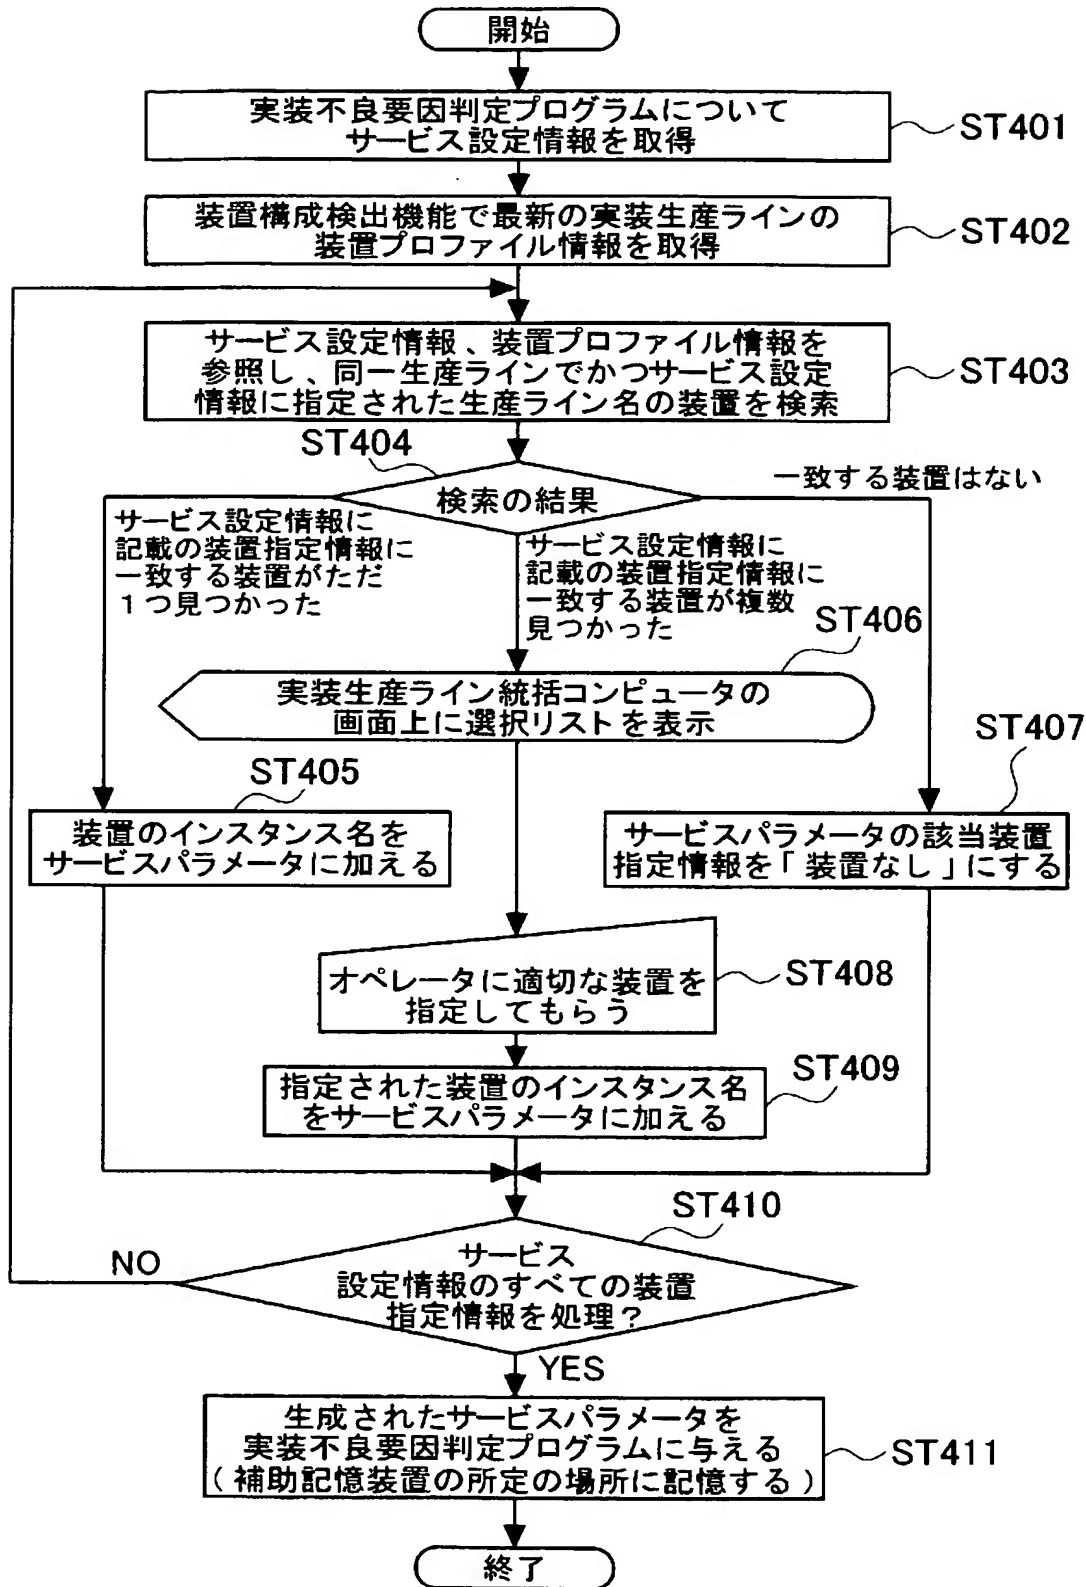 開始
実装不良要因判定プログラムについて
サービス設定情報を取得
ST401
装置構成検出機能で最新の実装生産ラインの
装置プロファイル情報を取得
ST402
サービス設定情報、装置プロファイル情報を
参照し、同一生産ラインでかつサービス設定
情報に指定された生産ライン名の装置を検索
ST403
ST404
検索の結果
一致する装置はない
サービス設定情報に
記載の装置指定情報に
一致する装置がただ
1つ見つかった
サービス設定情報に
記載の装置指定情報に
一致する装置が複数
見つかった
ST406
実装生産ライン統括コンピュータの
画面上に選択リストを表示
ST407
ST405
装置のインスタンス名を
サービスパラメータに加える
サービスパラメータの該当装置
指定情報を「装置なし」にする
オペレータに適切な装置を
指定してもらう
ST408
ST409
指定された装置のインスタンス名
をサービスパラメータに加える
ST410
サービス
設定情報のすべての装置
指定情報を処理?
NO
YES
生成されたサービスパラメータを
実装不良要因判定プログラムに与える
(補助記憶装置の所定の場所に記憶する)
ST411
終了